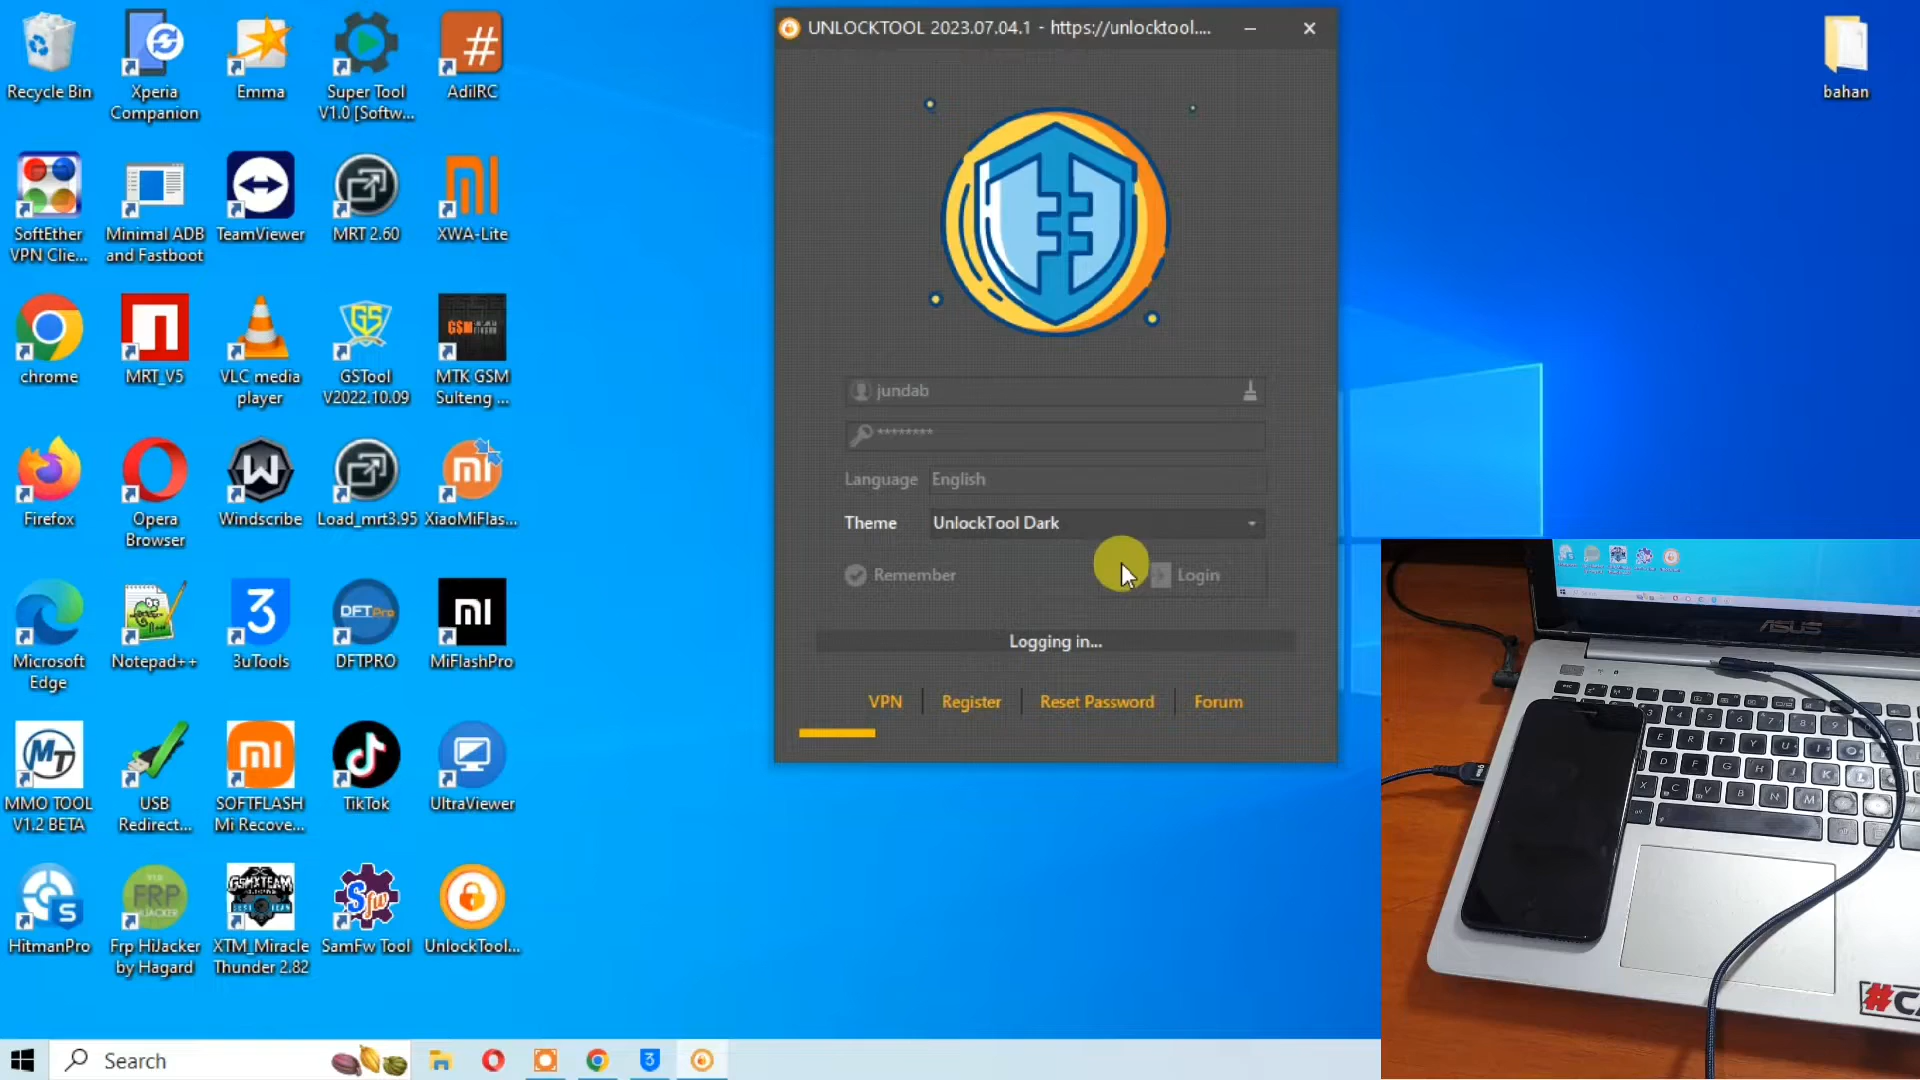 Recycle Bin
Xperia
Companion
Emma
Super Tool
V1.0 [Softw...
AdilRC
SoftEther
VPN Clie...
Minimal ADB
and Fastboot
TeamViewer
MRT 2.60
XWA-Lite
chrome
MRT_V5
VLC media
player
GSTool
V2022.10.09
MTK GSM
Sulteng ...
Firefox
Opera
Browser
Windscribe
Load_mrt3.95
XiaoMiFlas...
Microsoft
Edge
Notepad++
3uTools
DFTPRO
MiFlashPro
MMO TOOL
V1.2 BETA
USB
Redirect...
SOFTFLASH
Mi Recove...
TikTok
UltraViewer
HitmanPro
Frp HiJacker
by Hagard
XTM_Miracle
Thunder 2.82
SamFw Tool
UnlockTool...
UNLOCKTOOL 2023.07.04.1 - https://unlocktool....
jundab
********
Language English
Theme UnlockTool Dark
Remember Login
Logging in...
VPN Register Reset Password Forum
bahan
ASUS
Search